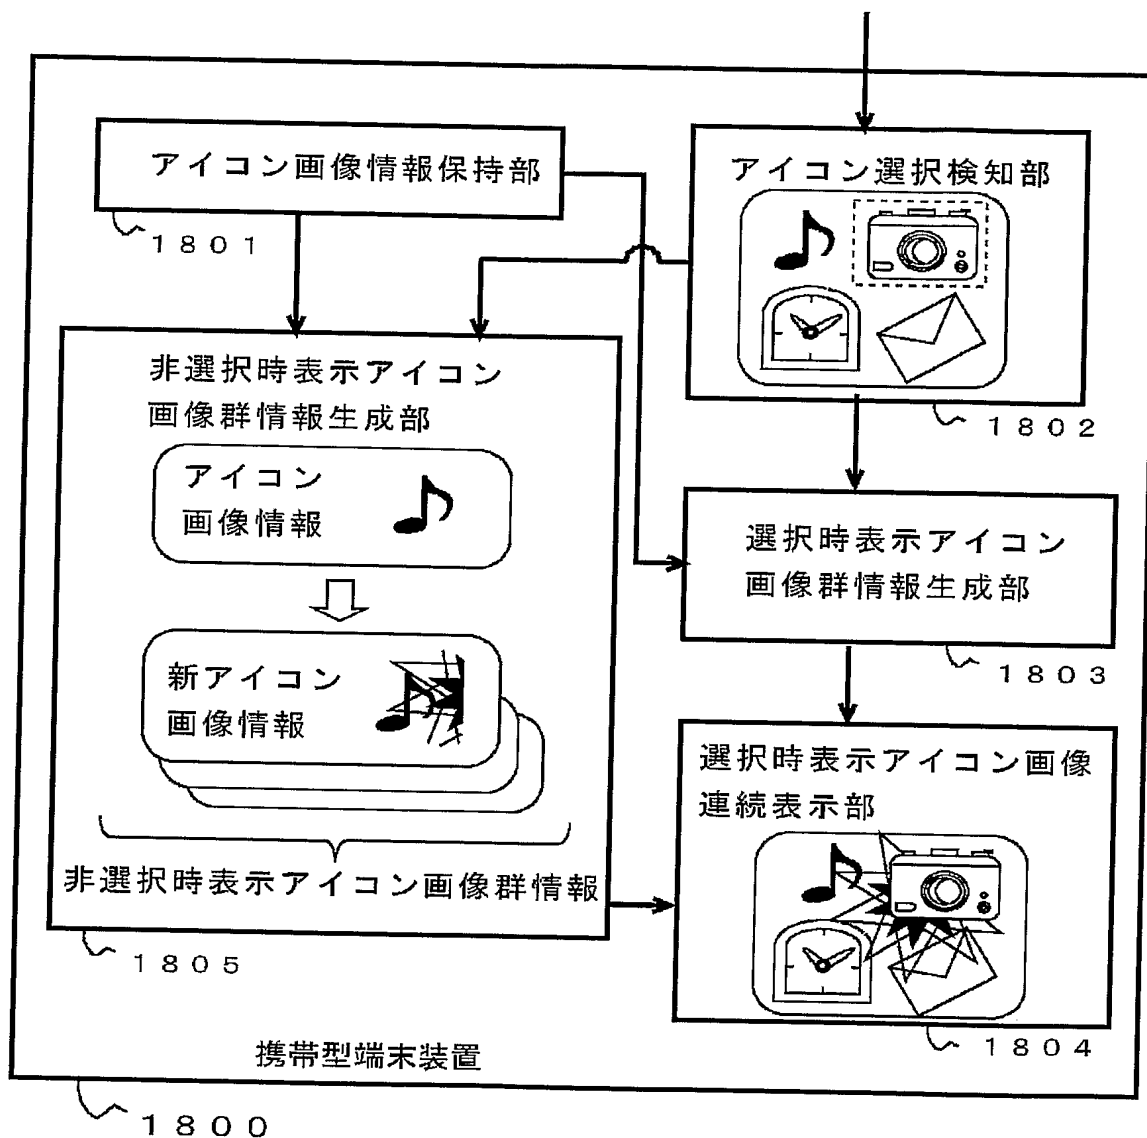 アイコン画像情報保持部
1801
アイコン選択検知部
1802
非選択時表示アイコン
画像群情報生成部
アイコン
画像情報
新アイコン
画像情報
非選択時表示アイコン画像群情報
1805
選択時表示アイコン
画像群情報生成部
1803
選択時表示アイコン画像
連続表示部
1804
携帯型端末装置
1800